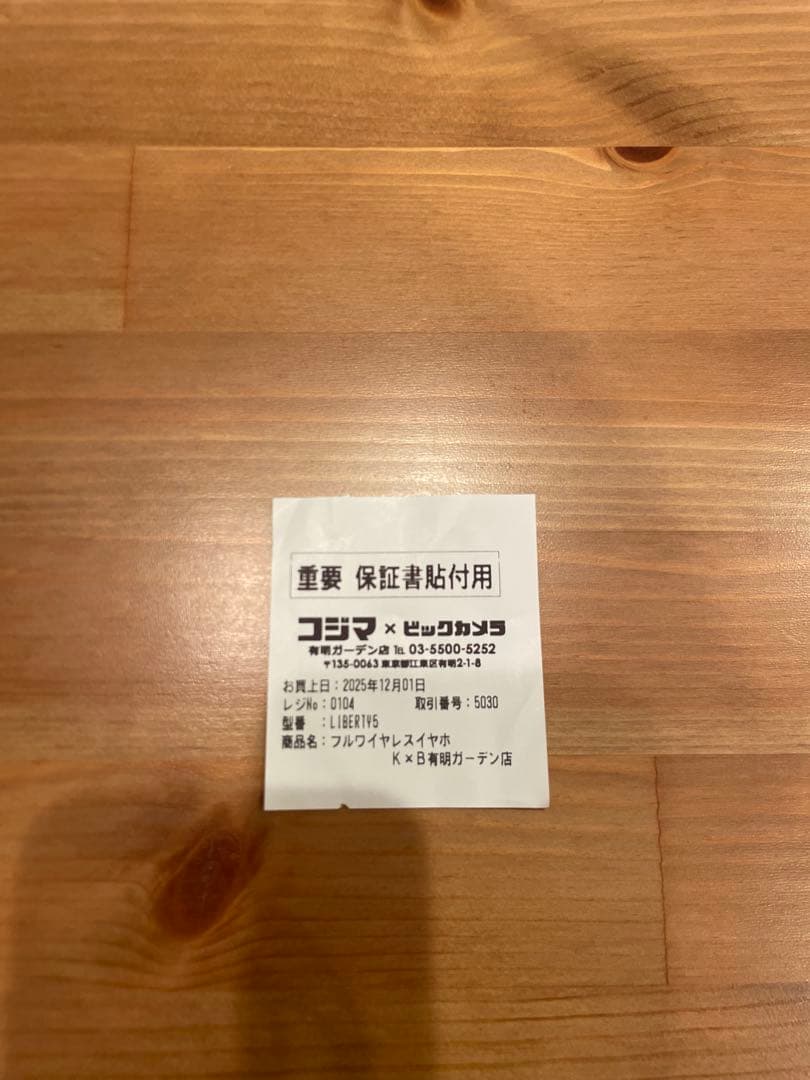 重要 保証書貼付用
コジマ×ビックカメラ
有明ガーデン店 TEL 03-5500-5252
〒135-0063 東京都江東区有明2-1-8
お買上日：2025年12月01日
レジNo：0104 取引番号：5030
型番 ：LIBERTY5
商品名：フルワイヤレスイヤホ
K×B有明ガーデン店